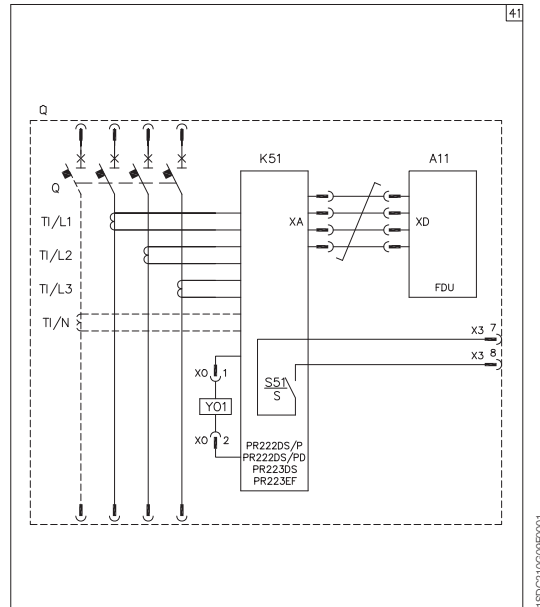 41
Q
K51
A11
Q
TI/L1
XA
XD
TI/L2
TI/L3
FDU
TI/N
X3 7
X3 8
X0 1
S51
S
Y01
X0 2
PR222DS/P
PR222DS/PD
PR223DS
PR223EF